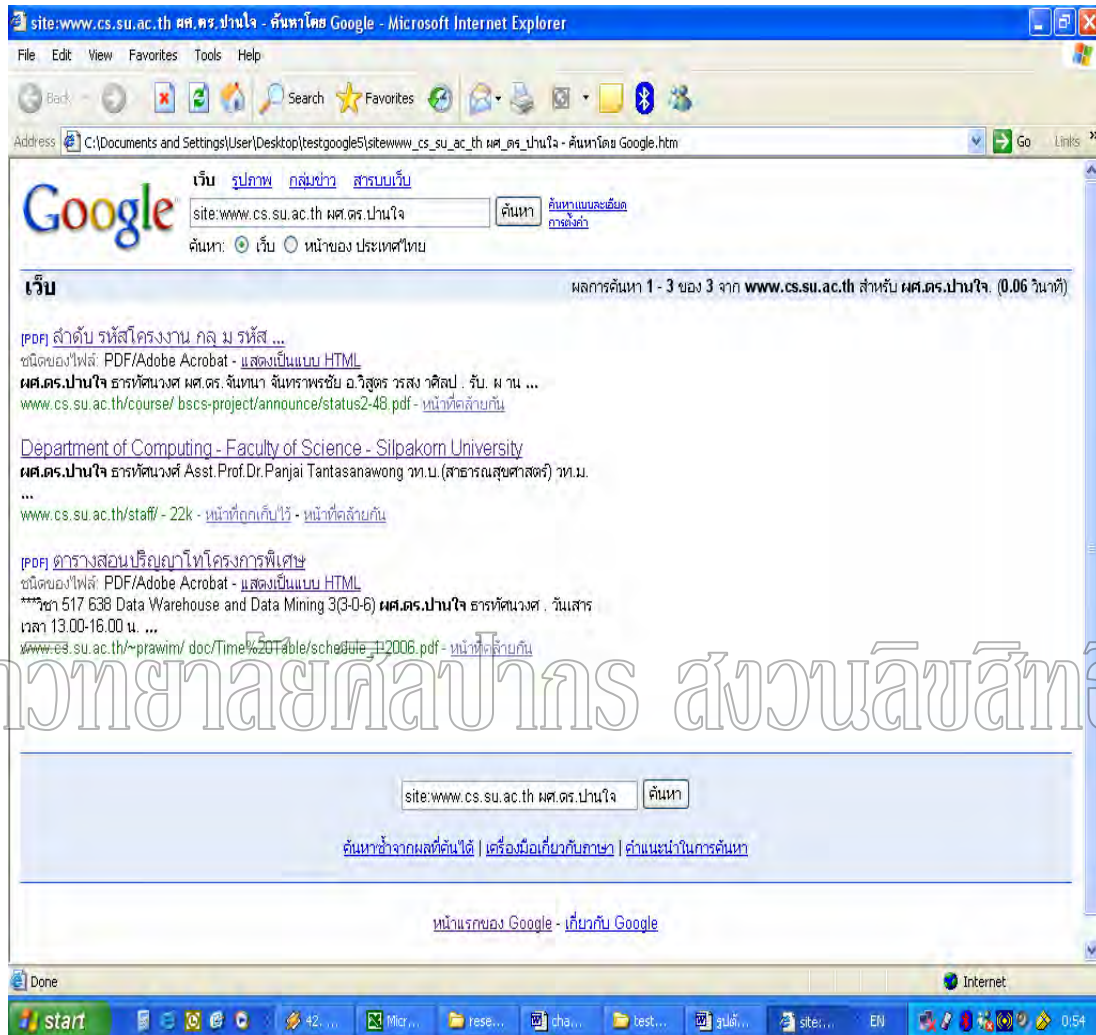 site:www.cs.su.ac.th ผศ.ดร.ปานใจ - ค้นหาโดย Google - Microsoft Internet Explorer
File Edit View Favorites Tools Help
Back Search Favorites
Address C:\Documents and Settings\User\Desktop\testgoogle5\sitewww_cs_su_ac_th ผศ_ดร_ปานใจ - ค้นหาโดย Google.htm Go Links »
Google
เว็บ รูปภาพ กลุ่มข่าว สารบบเว็บ
site:www.cs.su.ac.th ผศ.ดร.ปานใจ ค้นหา ค้นหาแบบละเอียด
การตั้งค่า
ค้นหา: เว็บ หน้าของ ประเทศไทย
เว็บ ผลการค้นหา 1 - 3 ของ 3 จาก www.cs.su.ac.th สำหรับ ผศ.ดร.ปานใจ. (0.06 วินาที)
[PDF] ลำดับ รหัสโครงงาน กลุ ม รหัส ...
ชนิดของไฟล์: PDF/Adobe Acrobat - แสดงเป็นแบบ HTML
ผศ.ดร.ปานใจ ธารทัศนวงศ ผศ.ดร.จันทนา จันทราพรชัย อ.วิสูตร วรสง าศิลป . รับ. ผ าน ...
www.cs.su.ac.th/course/ bscs-project/announce/status2-48.pdf - หน้าที่คล้ายกัน
Department of Computing - Faculty of Science - Silpakorn University
ผศ.ดร.ปานใจ ธารทัศนวงศ์ Asst.Prof.Dr.Panjai Tantasanawong วท.บ.(สาธารณสุขศาสตร์) วท.ม.
...
www.cs.su.ac.th/staff/ - 22k - หน้าที่ถูกเก็บไว้ - หน้าที่คล้ายกัน
[PDF] ตารางสอนปริญญาโทโครงการพิเศษ
ชนิดของไฟล์: PDF/Adobe Acrobat - แสดงเป็นแบบ HTML
***วิชา 517 638 Data Warehouse and Data Mining 3(3-0-6) ผศ.ดร.ปานใจ ธารทัศนวงศ . วันเสาร
เวลา 13.00-16.00 น. ...
www.cs.su.ac.th/~prawim/ doc/Time%20Table/schedule_1-2006.pdf - หน้าที่คล้ายกัน
าวิทยาลัยศิลปากร สงวนลิขสิทธิ
site:www.cs.su.ac.th ผศ.ดร.ปานใจ ค้นหา
ค้นหาซ้ำจากผลที่ค้นได้ | เครื่องมือเกี่ยวกับภาษา | คำแนะนำในการค้นหา
หน้าแรกของ Google - เกี่ยวกับ Google
Done Internet
start 42. ... Micr... rese... cha... test... รูปที่... site:... EN 0:54